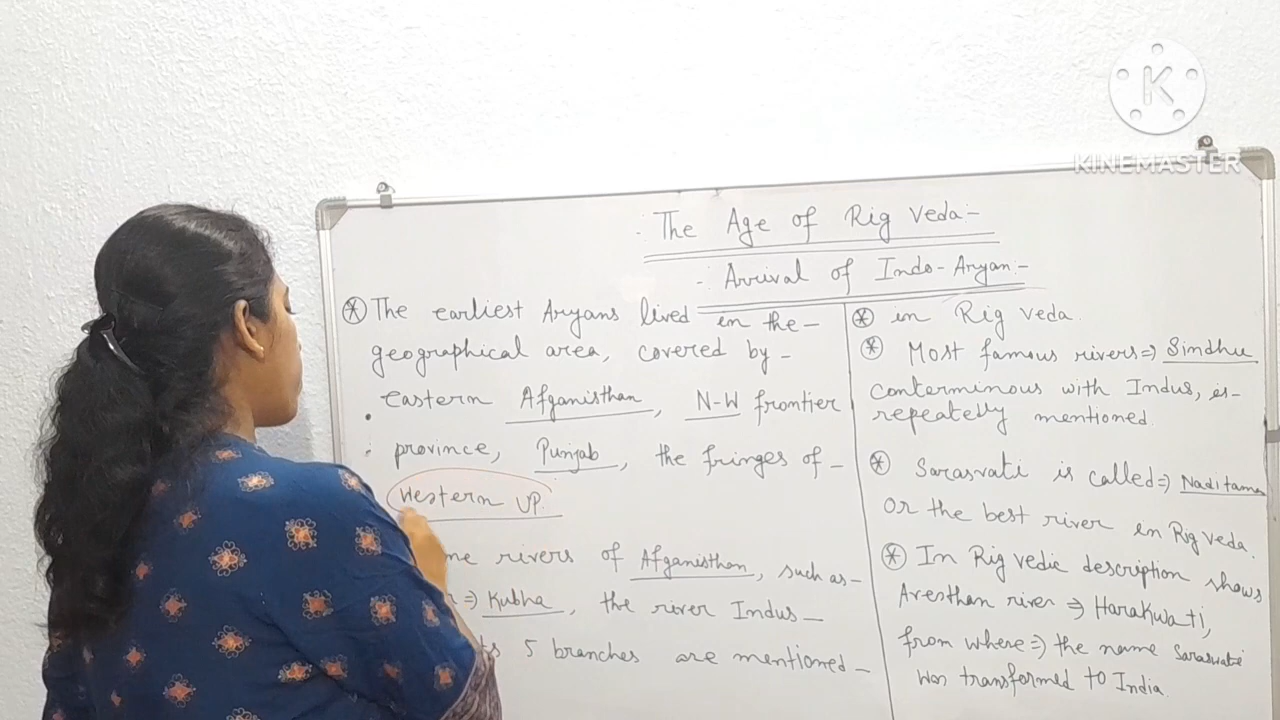 KINEMASTER
The Age of Rig Veda :-
- : Arrival of Indo-Aryan :-
The earliest Aryans lived in the -
geographical area, covered by -
eastern Afganisthan, N-W frontier
province, Punjab, the fringes of -
Western UP.
rivers of Afganisthan, such as -
⇒ Kubha, the river Indus -
5 branches are mentioned -
in Rig Veda.
Most famous rivers ⇒ Sindhu
conterminous with Indus, is -
repeatedly mentioned.
Sarasvati is called ⇒ Naditama
or the best river in Rig Veda.
In Rig vedic description shows
Avesthan river ⇒ Harakwati,
from where ⇒ the name Saraswati
was transformed to India.